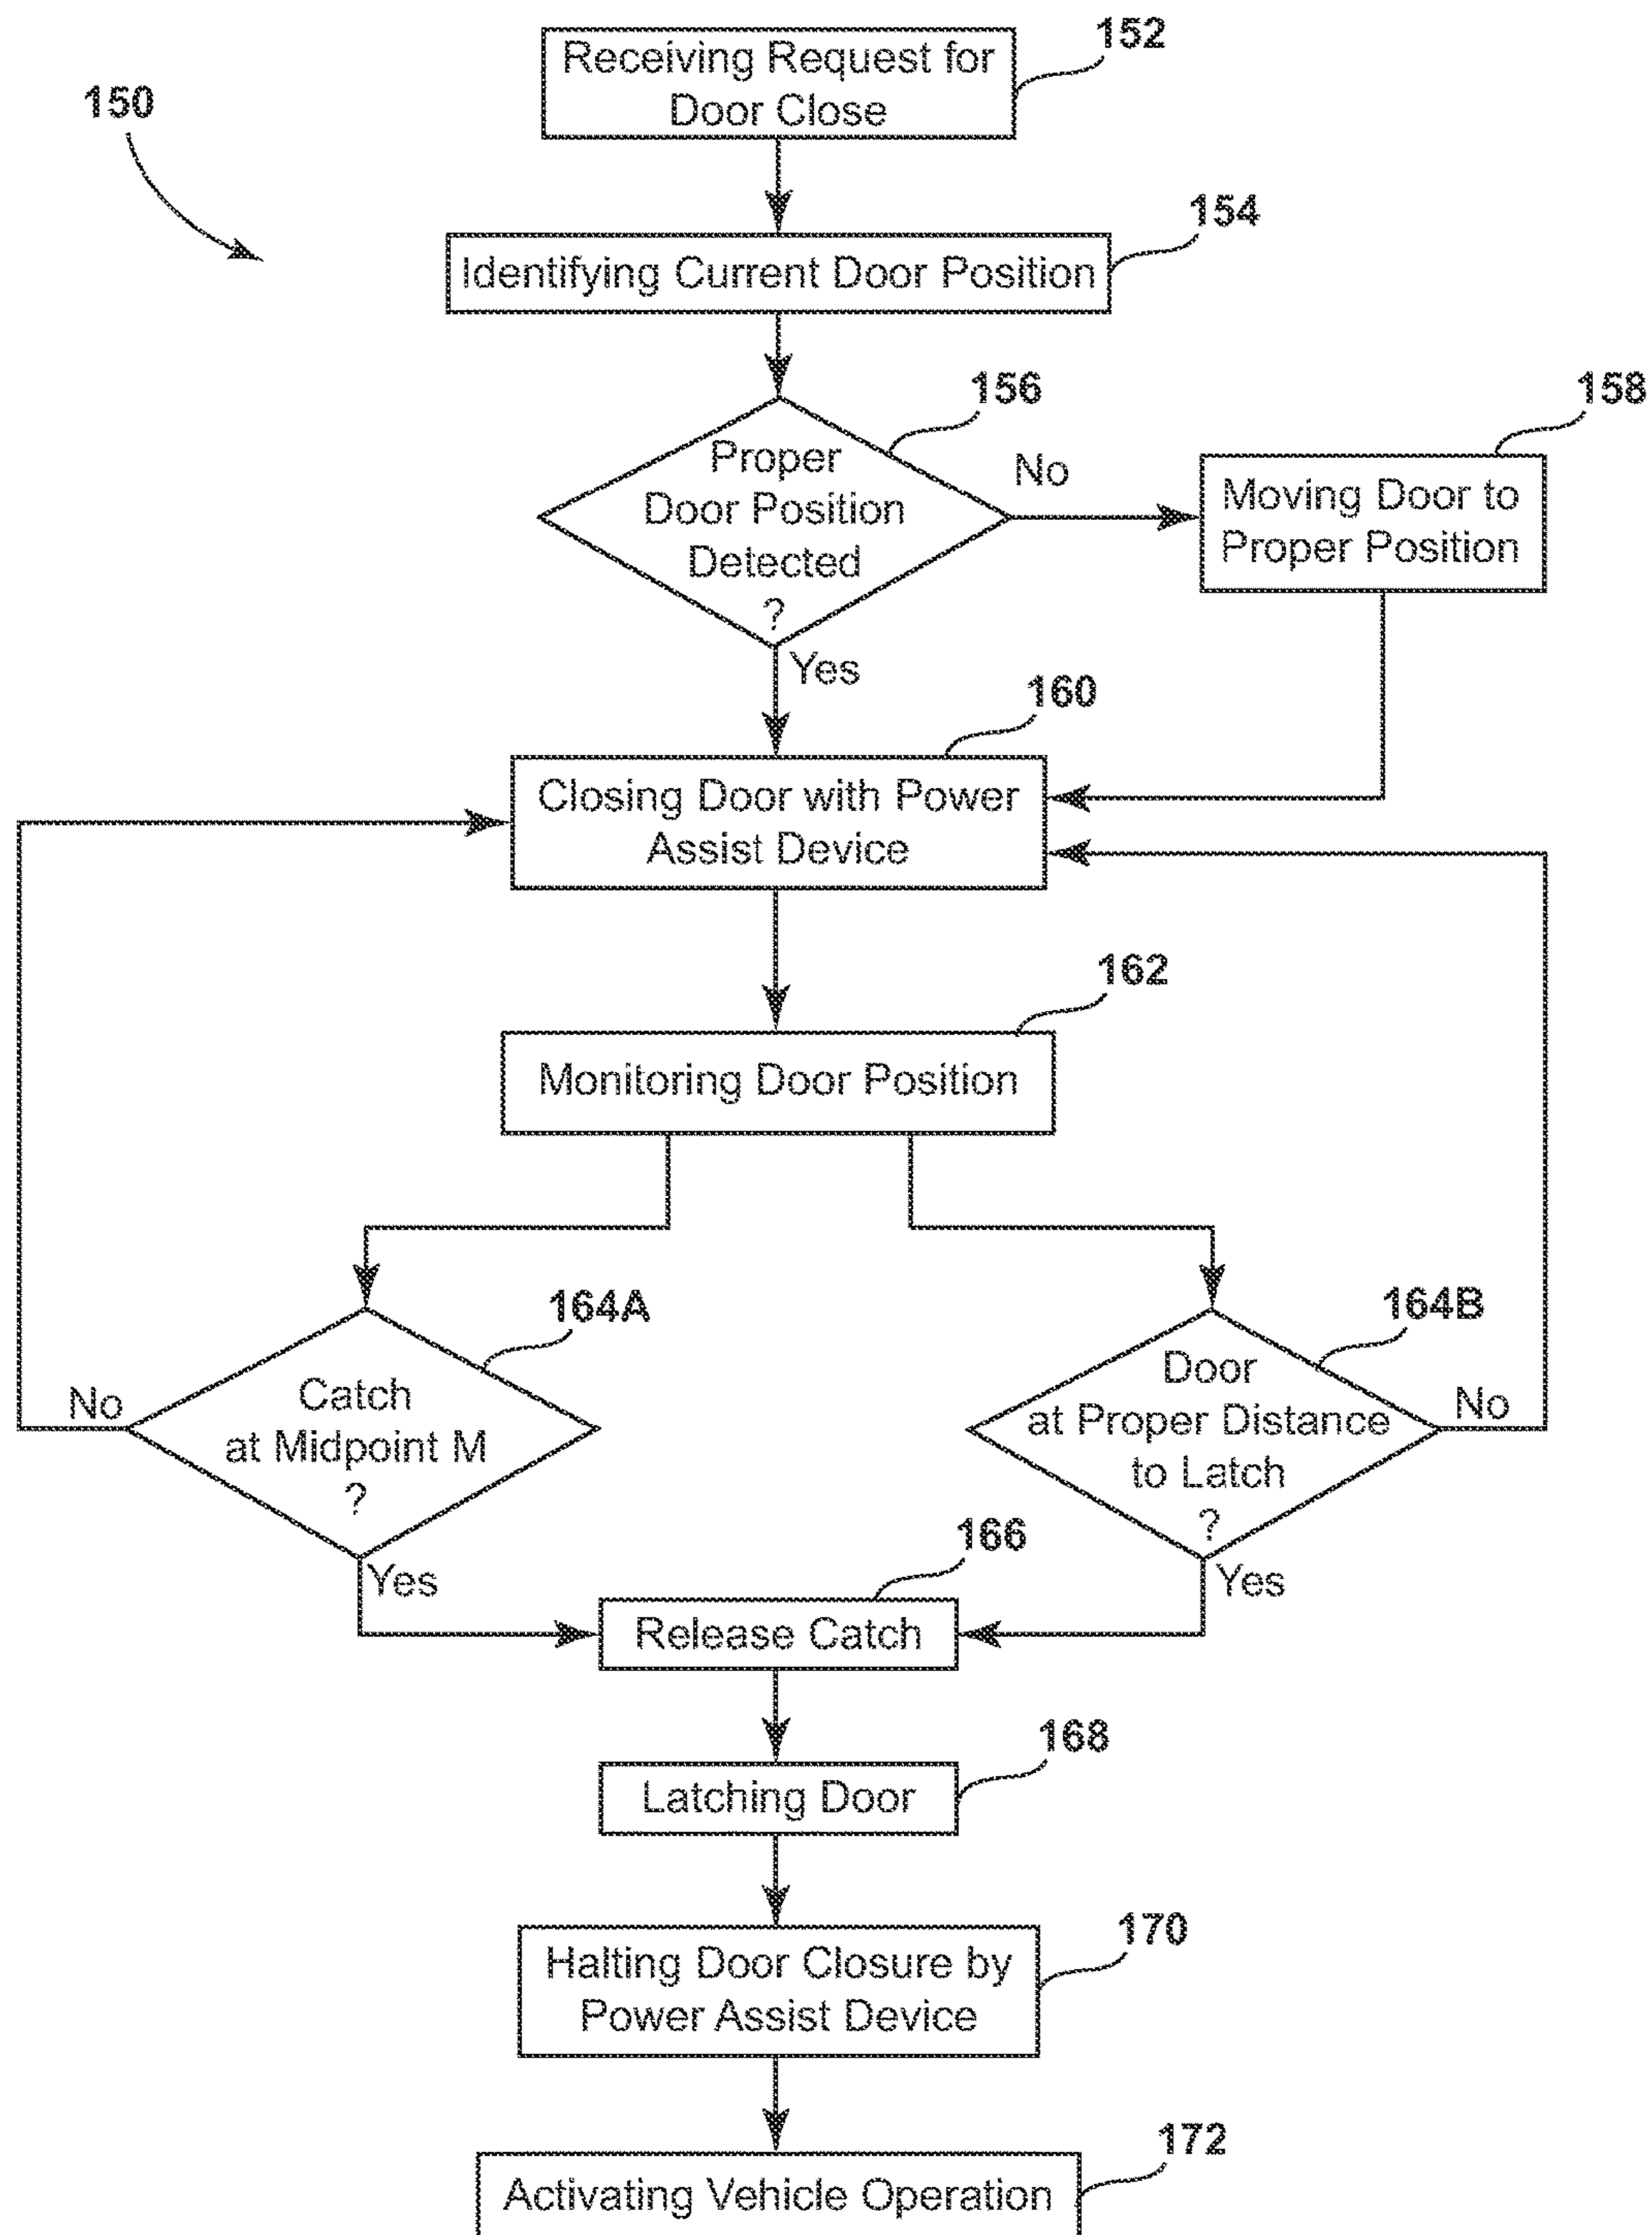 152
Receiving Request for
Door Close
150
154
Identifying Current Door Position
156
158
Proper
Door Position
Detected
?
No
Moving Door to
Proper Position
Yes
160
Closing Door with Power
Assist Device
162
Monitoring Door Position
164A
164B
Catch
at Midpoint M
?
No
Door
at Proper Distance
to Latch
?
No
Yes
166
Yes
Release Catch
168
Latching Door
170
Halting Door Closure by
Power Assist Device
172
Activating Vehicle Operation